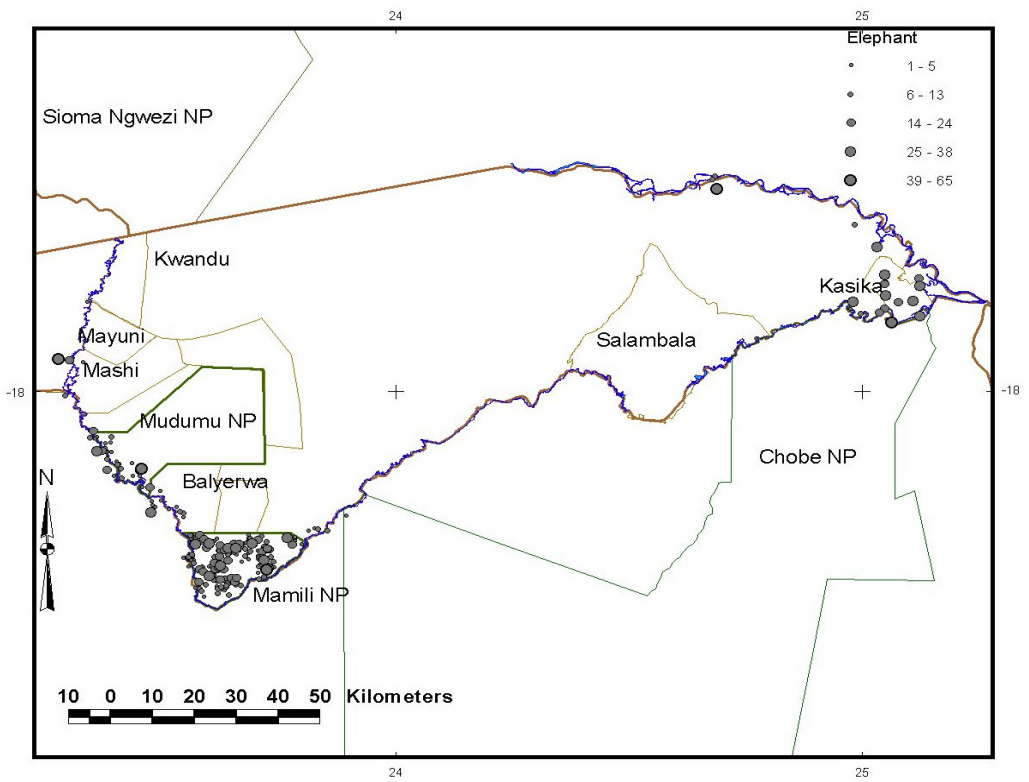 24 25
Elephant
1 - 5
6 - 13
14 - 24
25 - 38
39 - 65
Sioma Ngwezi NP
Kwandu
Kasika
Mayuni
Salambala
Mashi
-18 -18
Mudumu NP
Chobe NP
N
Balyerwa
Mamili NP
10 0 10 20 30 40 50 Kilometers
24 25